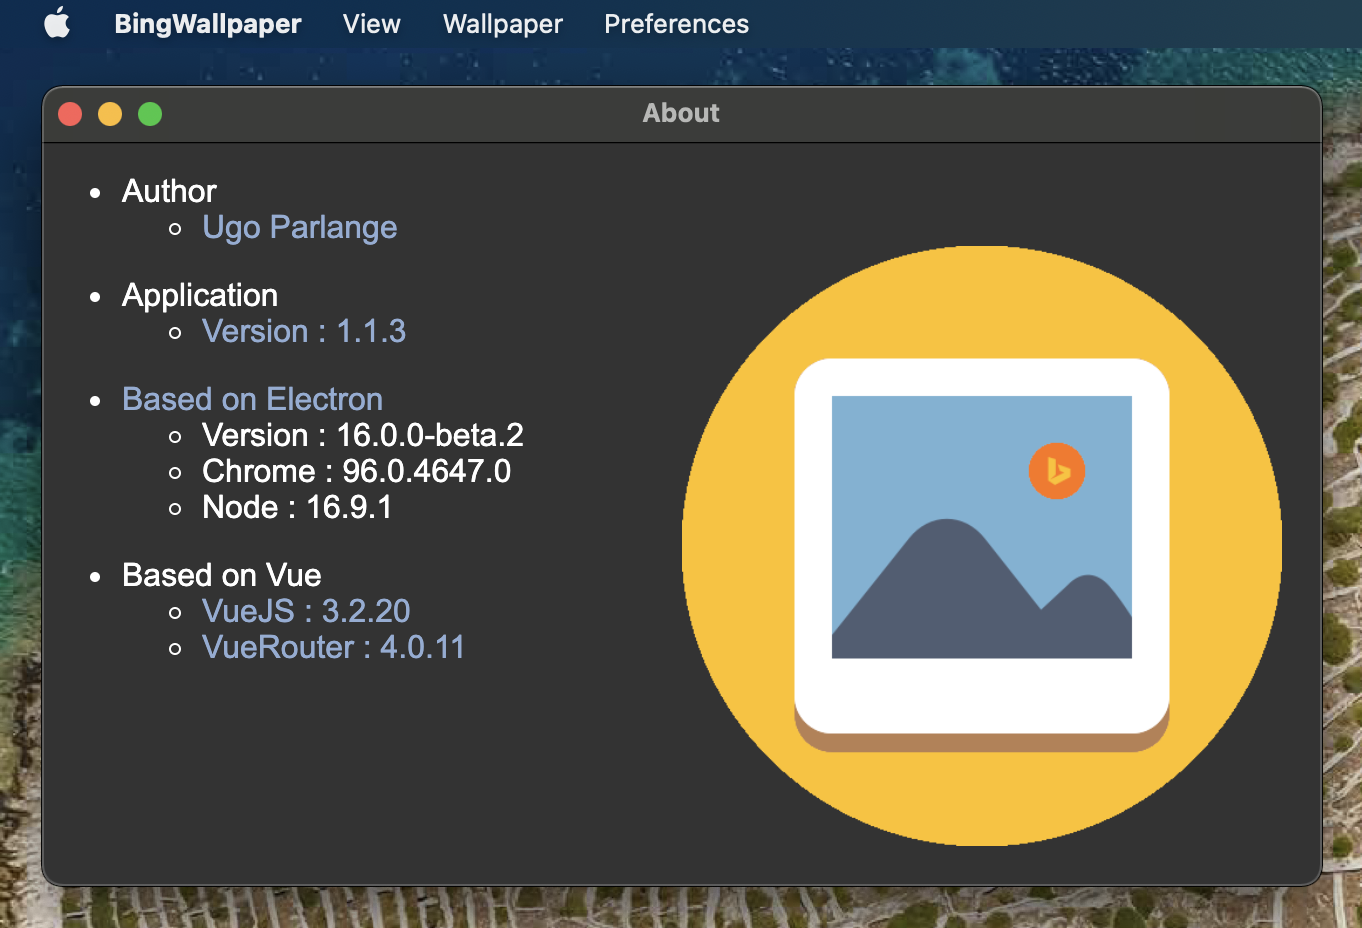 BingWallpaper View Wallpaper Preferences
About
Author
Ugo Parlange
Application
Version : 1.1.3
Based on Electron
Version : 16.0.0-beta.2
Chrome : 96.0.4647.0
Node : 16.9.1
Based on Vue
VueJS : 3.2.20
VueRouter : 4.0.11